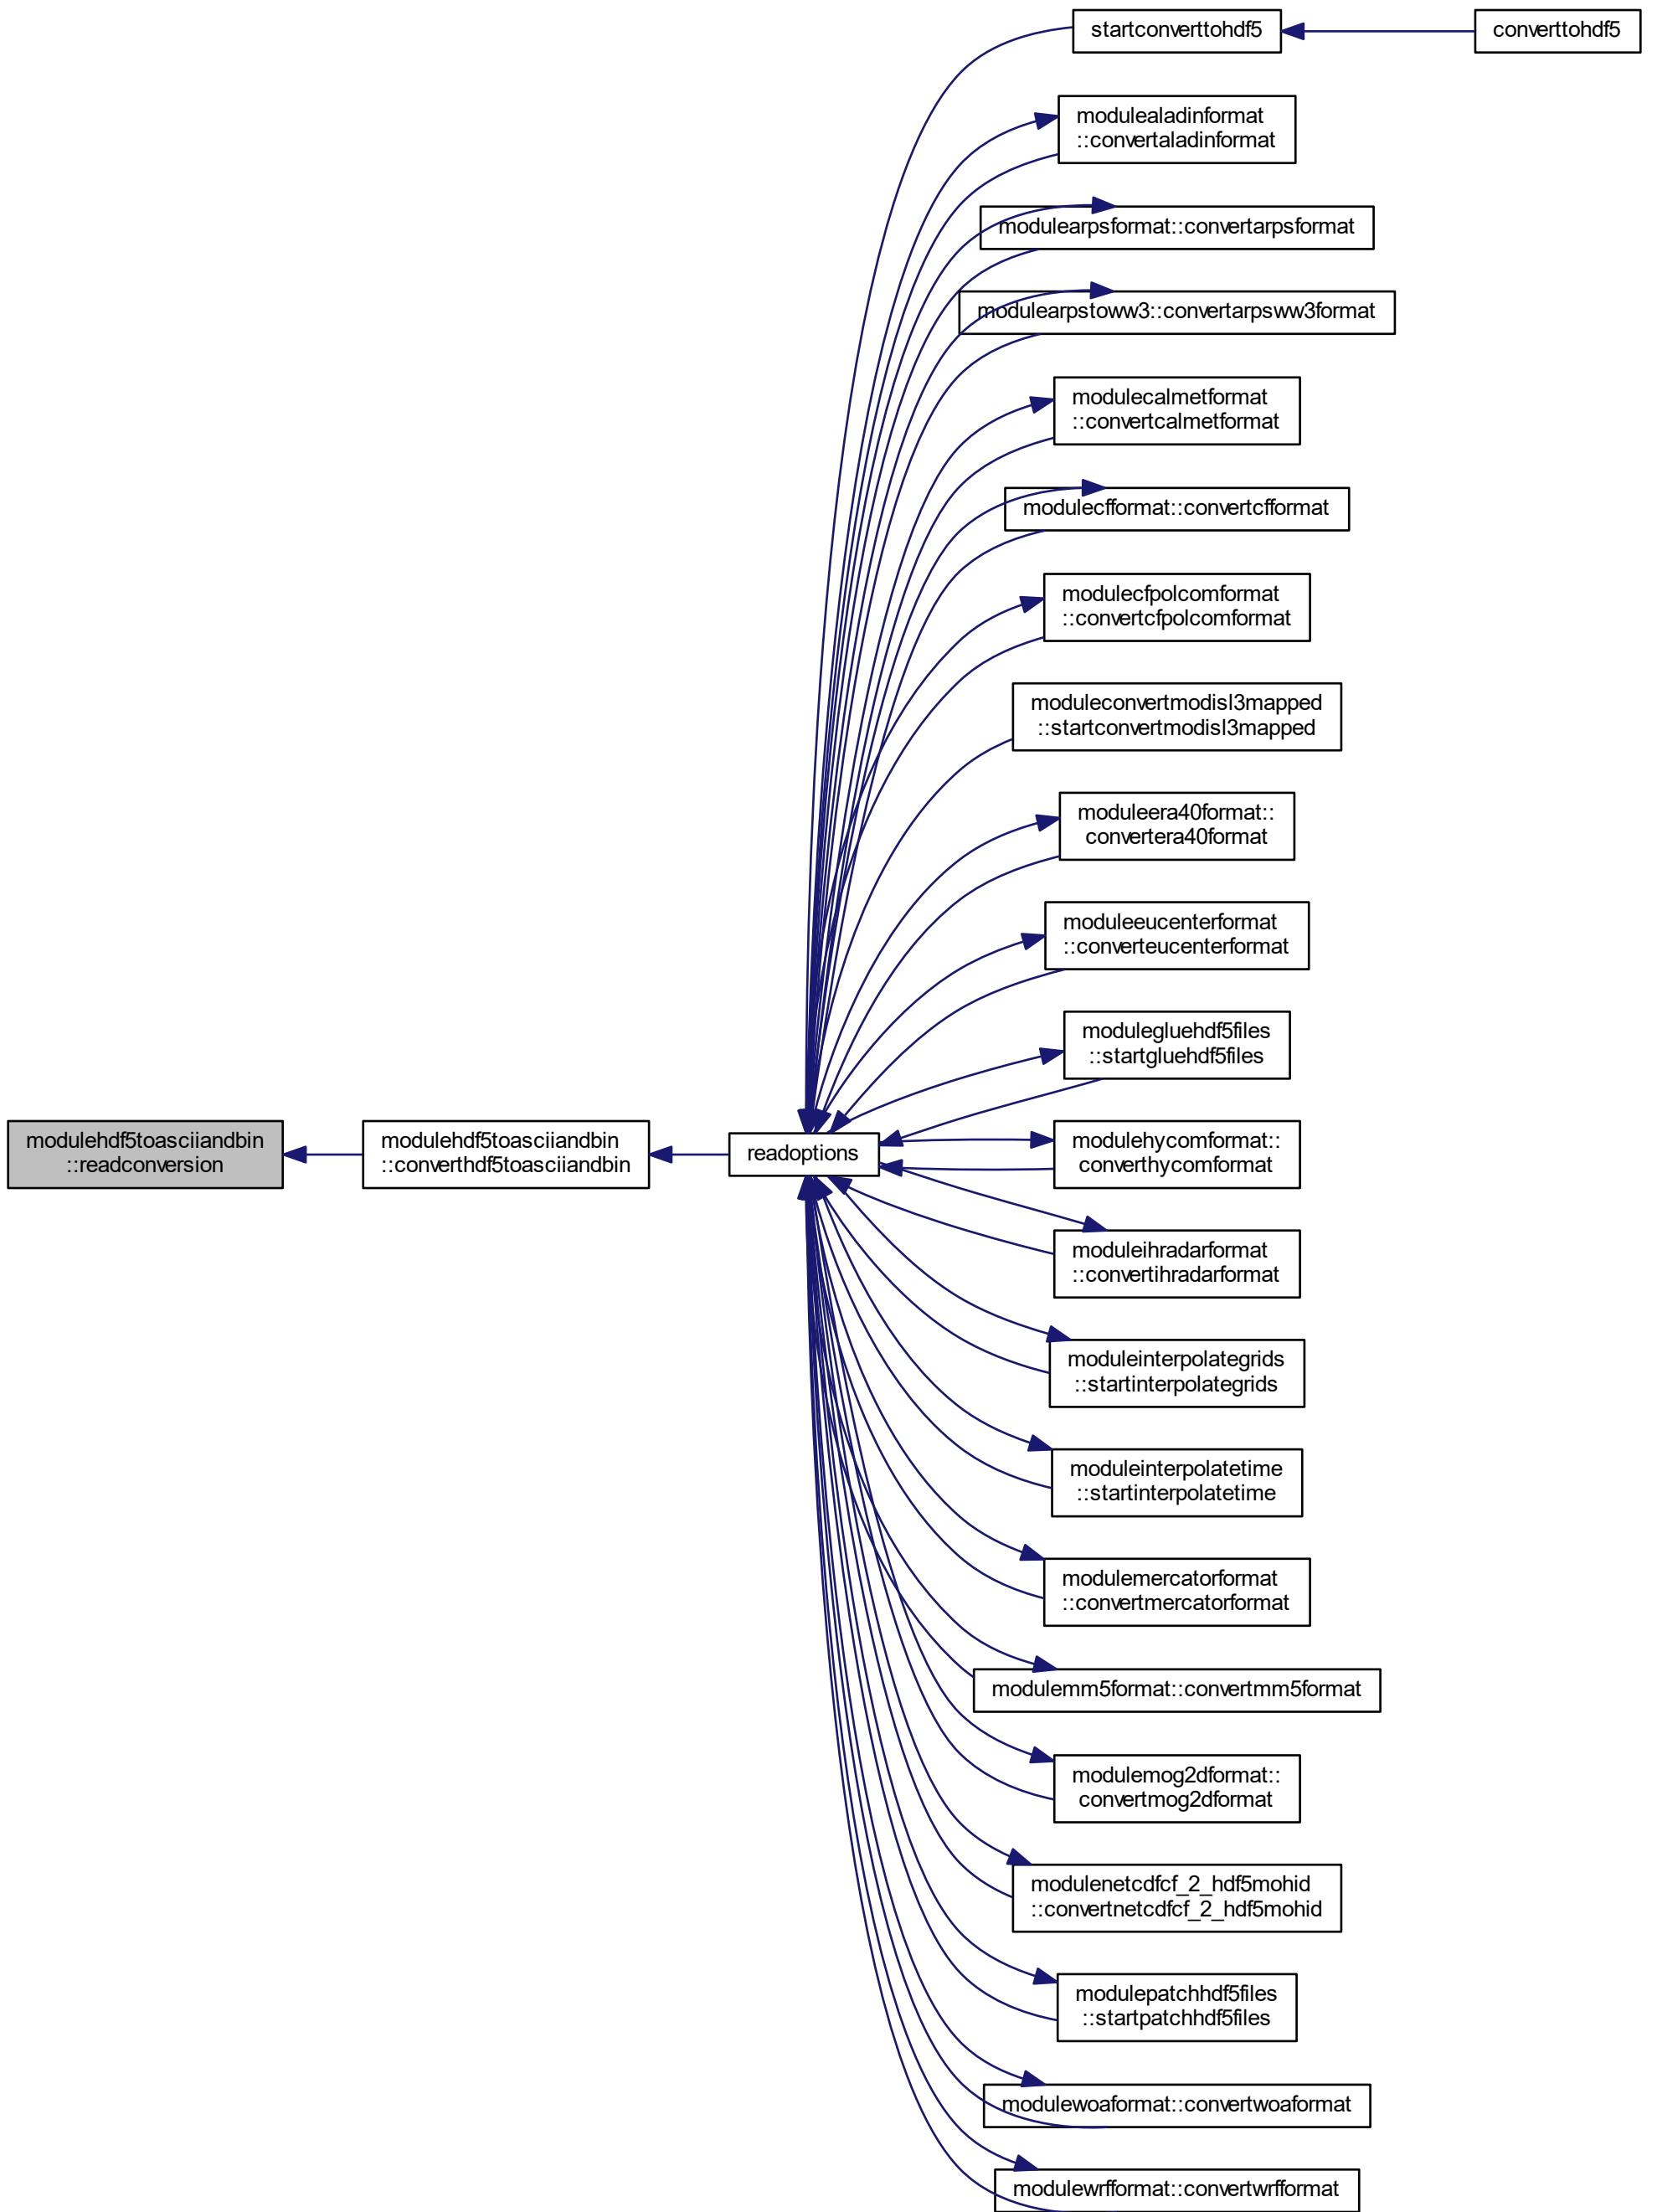 startconverttohdf5
converttohdf5
modulealadinformat
::convertaladinformat
modulearpsformat::convertarpsformat
modulearpstoww3::convertarpsww3format
modulecalmetformat
::convertcalmetformat
modulecfformat::convertcfformat
modulecfpolcomformat
::convertcfpolcomformat
moduleconvertmodisl3mapped
::startconvertmodisl3mapped
moduleera40format::
convertera40format
moduleeucenterformat
::converteucenterformat
modulegluehdf5files
::startgluehdf5files
modulehdf5toasciiandbin
::readconversion
modulehdf5toasciiandbin
::converthdf5toasciiandbin
readoptions
modulehycomformat::
converthycomformat
moduleihradarformat
::convertihradarformat
moduleinterpolategrids
::startinterpolategrids
moduleinterpolatetime
::startinterpolatetime
modulemercatorformat
::convertmercatorformat
modulemm5format::convertmm5format
modulemog2dformat::
convertmog2dformat
modulenetcdfcf_2_hdf5mohid
::convertnetcdfcf_2_hdf5mohid
modulepatchhdf5files
::startpatchhdf5files
modulewoaformat::convertwoaformat
modulewrfformat::convertwrfformat